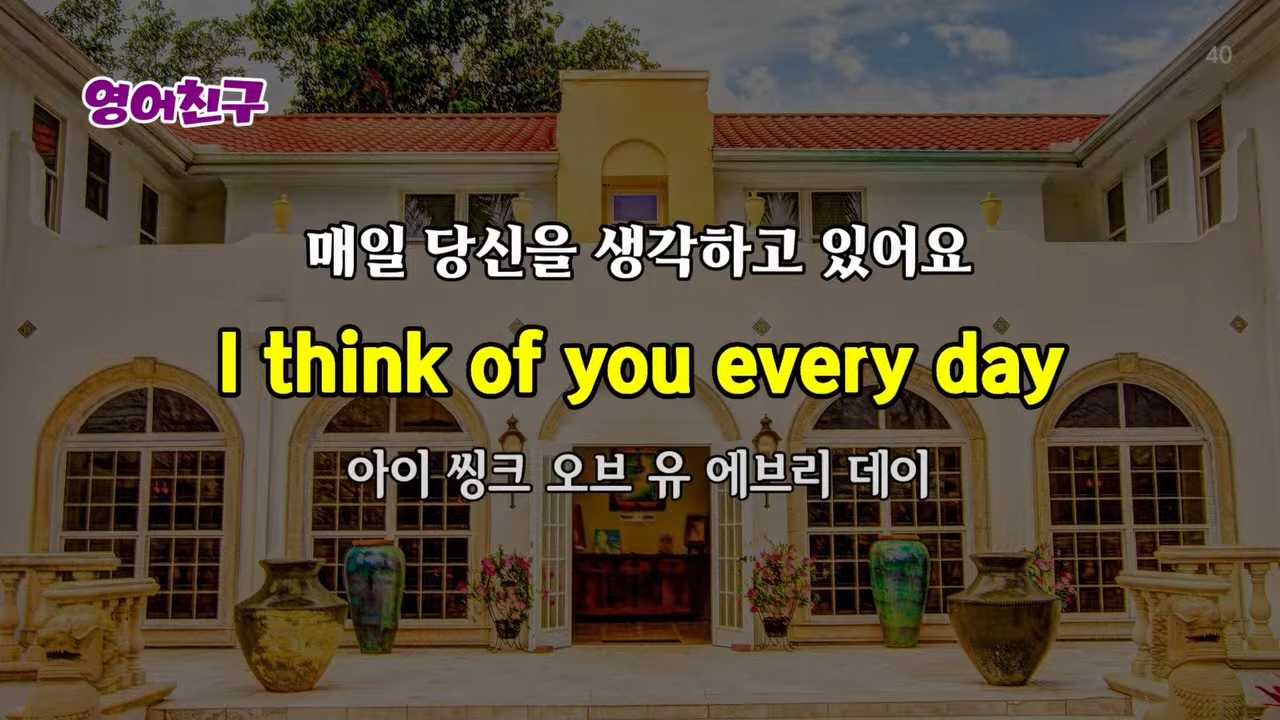 40
영어친구
매일 당신을 생각하고 있어요
I think of you every day
아이 씽크 오브 유 에브리 데이